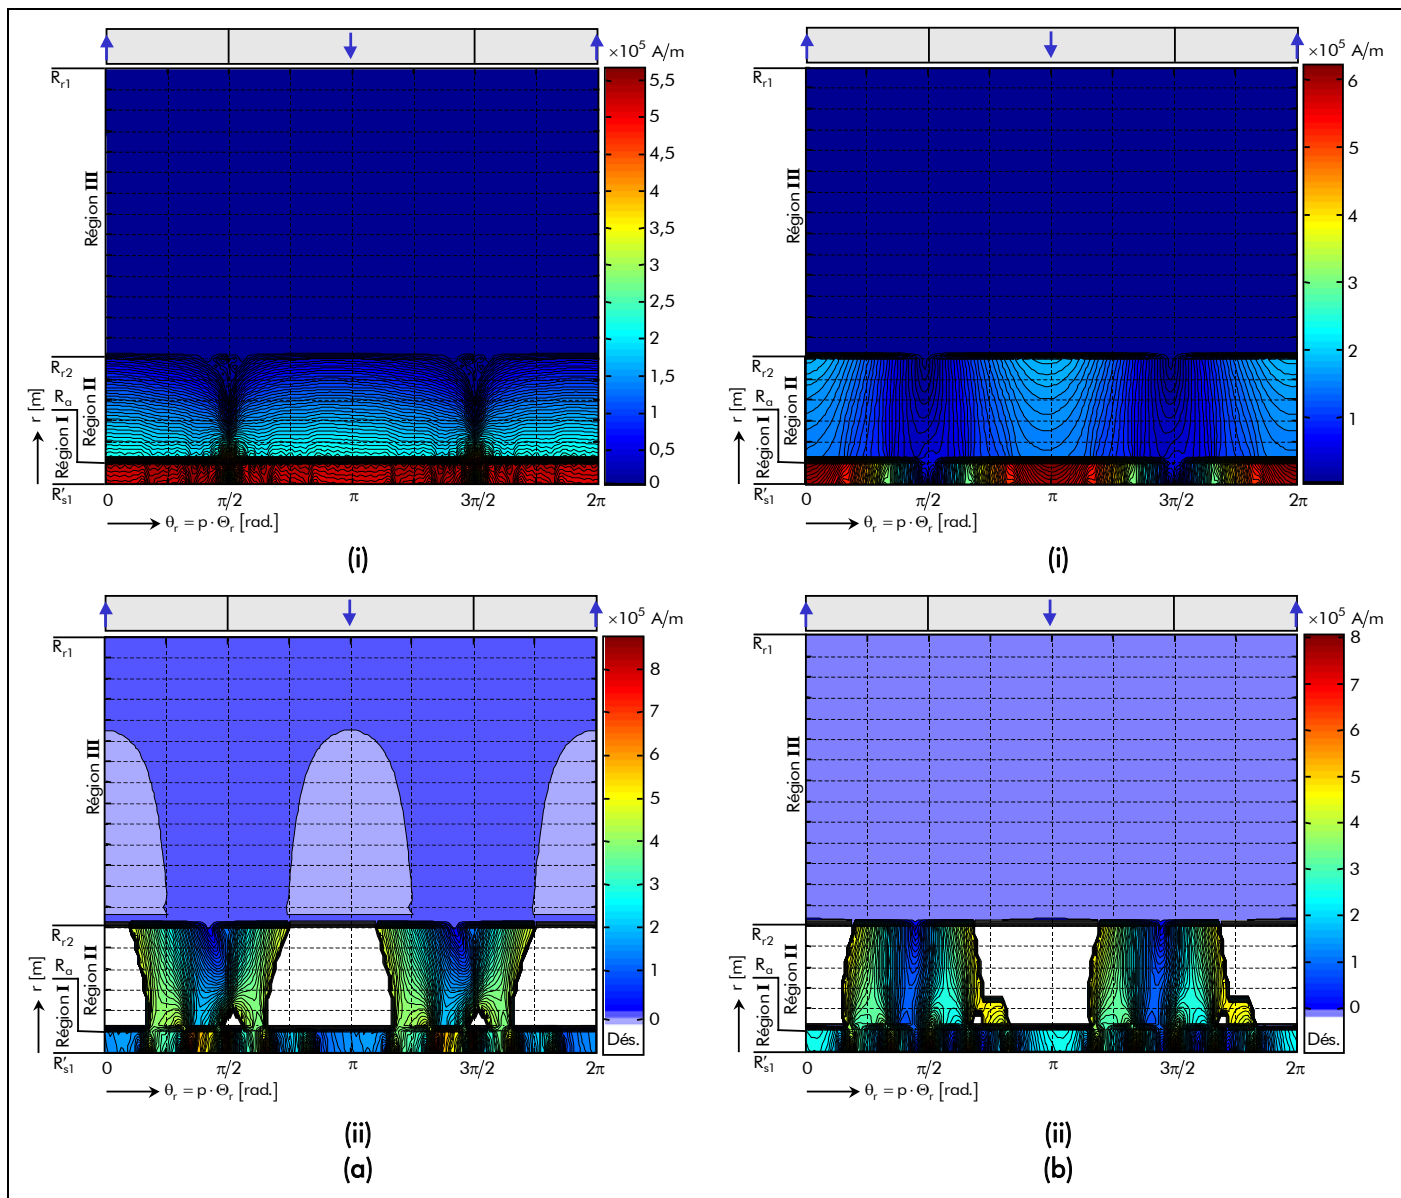 ×10⁵ A/m
R_r1
Région III
R_r2
R_a
Région II
Région I
r [m]
R'_s1
5,5
5
4,5
4
3,5
3
2,5
2
1,5
1
0,5
0
0 π/2 π 3π/2 2π
θ_r = p · Θ_r [rad.]
(i)
×10⁵ A/m
R_r1
Région III
R_r2
R_a
Région II
Région I
r [m]
R'_s1
6
5
4
3
2
1
0 π/2 π 3π/2 2π
θ_r = p · Θ_r [rad.]
(i)
×10⁵ A/m
R_r1
Région III
R_r2
R_a
Région II
Région I
r [m]
R'_s1
8
7
6
5
4
3
2
1
0
Dés.
0 π/2 π 3π/2 2π
θ_r = p · Θ_r [rad.]
(ii)
(a)
×10⁵ A/m
R_r1
Région III
R_r2
R_a
Région II
Région I
r [m]
R'_s1
8
7
6
5
4
3
2
1
0
Dés.
0 π/2 π 3π/2 2π
θ_r = p · Θ_r [rad.]
(ii)
(b)